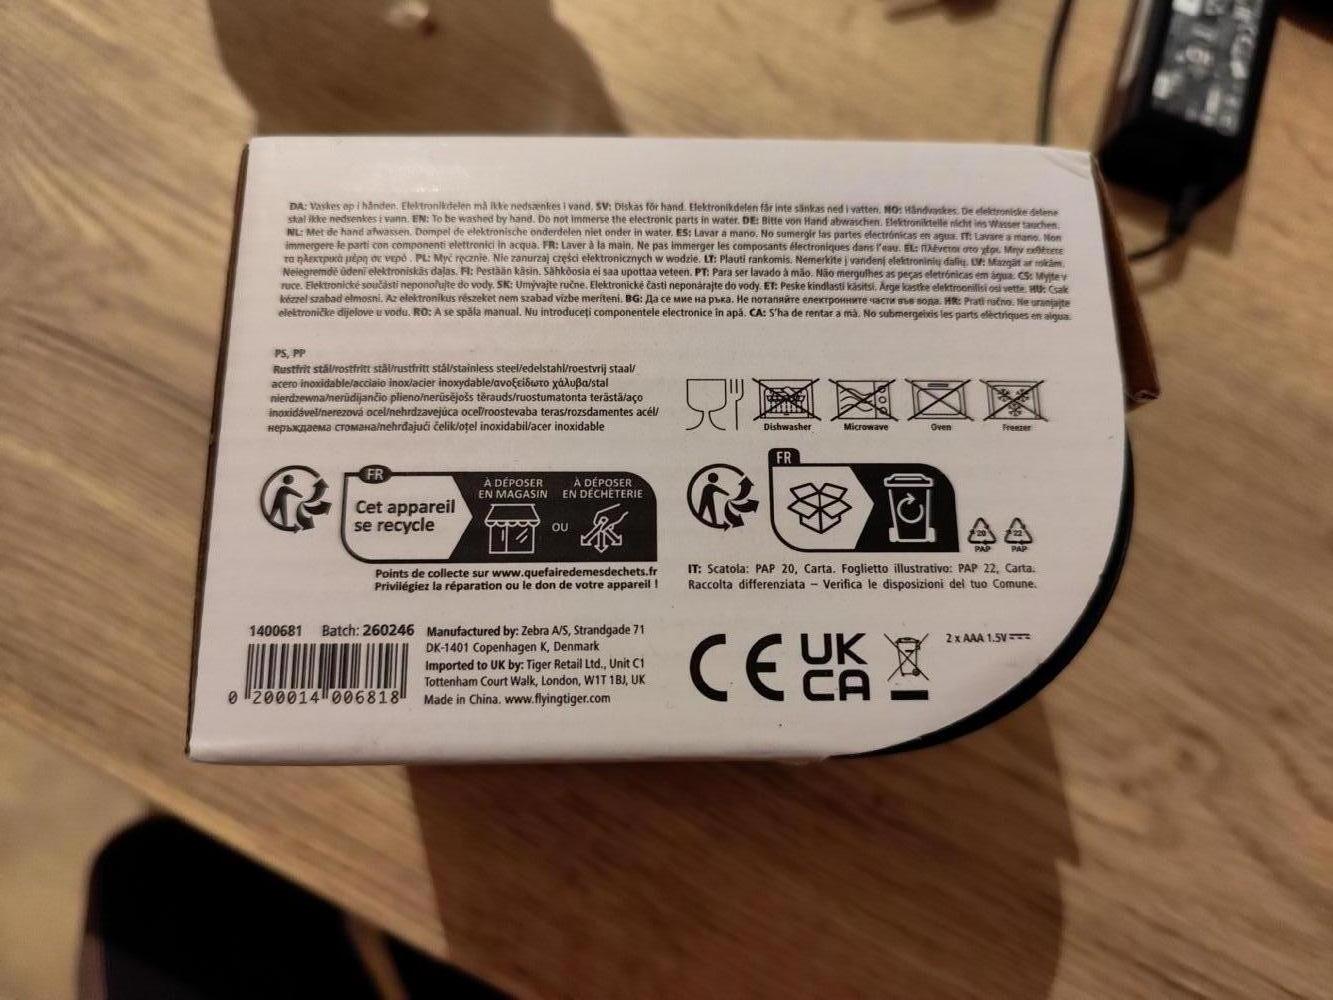 DA: Vaskes op i hånden. Elektronikdelen må ikke nedsænkes i vand. SV: Diskas för hand. Elektronikdelen får inte sänkas ned i vatten. NO: Håndvaskes. De elektroniske delene
skal ikke nedsenkes i vann. EN: To be washed by hand. Do not immerse the electronic parts in water. DE: Bitte von Hand abwaschen. Elektronikteile nicht ins Wasser tauchen.
NL: Met de hand afwassen. Dompel de elektronische onderdelen niet onder in water. ES: Lavar a mano. No sumergir las partes electrónicas en agua. IT: Lavare a mano. Non
immergere le parti con componenti elettronici in acqua. FR: Laver à la main. Ne pas immerger les composants électroniques dans l'eau. EL: Πλένεται στο χέρι. Μην εκθέτετε
τα ηλεκτρικά μέρη σε νερό . PL: Myć ręcznie. Nie zanurzaj części elektronicznych w wodzie. LT: Plauti rankomis. Nemerkite į vandenį elektroninių dalių. LV: Mazgāt ar rokām.
Neiegremdē ūdenī elektroniskās daļas. FI: Pestään käsin. Sähköosia ei saa upottaa veteen. PT: Para ser lavado à mão. Não mergulhes as peças eletrónicas em água. CS: Myjte v
ruce. Elektronické součásti neponořujte do vody. SK: Umývajte ručne. Elektronické časti neponárajte do vody. ET: Peske kindlasti käsitsi. Ärge kastke elektroonilisi osi vette. HU: Csak
kézzel szabad elmosni. Az elektronikus részeket nem szabad vízbe meríteni. BG: Да се мие на ръка. Не потапяйте електронните части във вода. HR: Prati ručno. Ne uranjajte
elektroničke dijelove u vodu. RO: A se spăla manual. Nu introduceți componentele electronice în apă. CA: S'ha de rentar a mà. No submergeixis les parts elèctriques en aigua.
PS, PP
Rustfrit stål/rostfritt stål/rustfritt stål/stainless steel/edelstahl/roestvrij staal/
acero inoxidable/acciaio inox/acier inoxydable/ανοξείδωτο χάλυβα/stal
nierdzewna/nerūdijančio plieno/nerūsējošs tērauds/ruostumatonta terästä/aço
inoxidável/nerezová ocel/nehrdzavejúca oceľ/roostevaba teras/rozsdamentes acél/
неръждаема стомана/nehrđajući čelik/oțel inoxidabil/acer inoxidable
Dishwasher Microwave Oven Freezer
FR
Cet appareil
se recycle
À DÉPOSER
EN MAGASIN
OU
À DÉPOSER
EN DÉCHÈTERIE
Points de collecte sur www.quefairedemesdechets.fr
Privilégiez la réparation ou le don de votre appareil !
FR
20 22
PAP PAP
IT: Scatola: PAP 20, Carta. Foglietto illustrativo: PAP 22, Carta.
Raccolta differenziata – Verifica le disposizioni del tuo Comune.
1400681 Batch: 260246
0 200014 006818
Manufactured by: Zebra A/S, Strandgade 71
DK-1401 Copenhagen K, Denmark
Imported to UK by: Tiger Retail Ltd., Unit C1
Tottenham Court Walk, London, W1T 1BJ, UK
Made in China. www.flyingtiger.com
CE
UK
CA
2 x AAA 1.5V